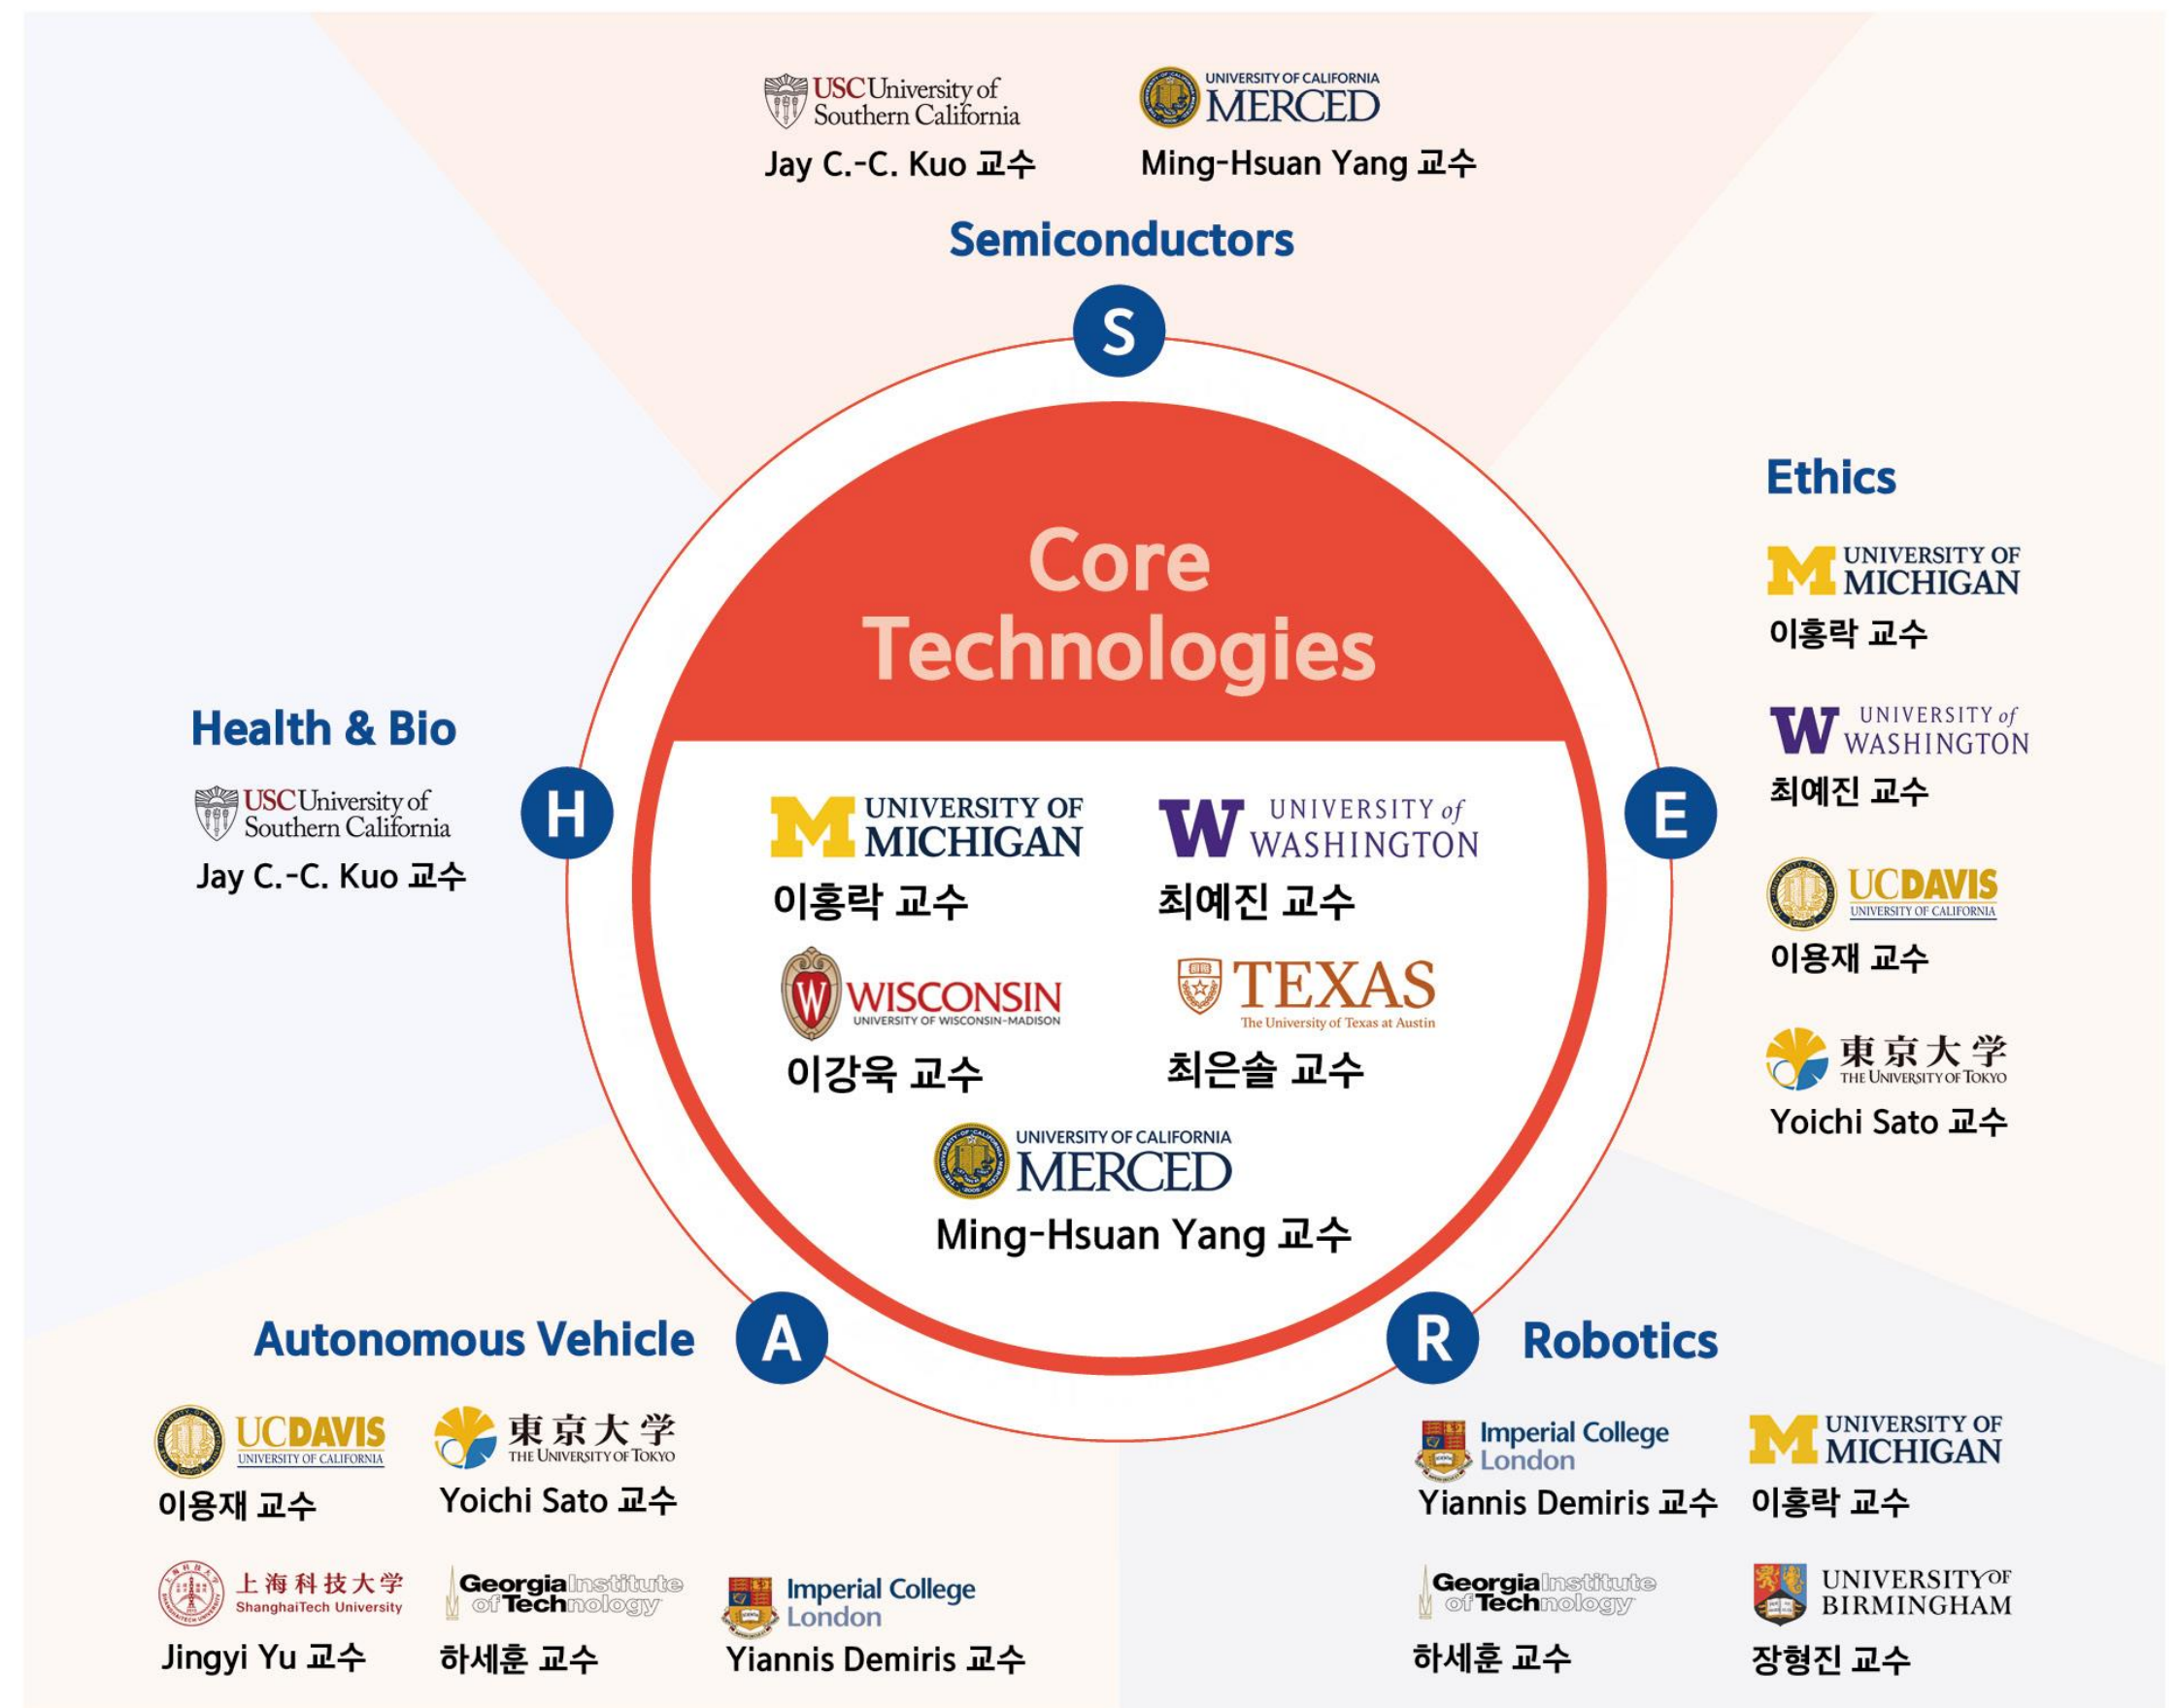 USC University of
Southern California
Jay C.-C. Kuo 교수
UNIVERSITY OF CALIFORNIA
MERCED
Ming-Hsuan Yang 교수
Semiconductors
S
Core
Technologies
UNIVERSITY OF
MICHIGAN
이홍락 교수
W UNIVERSITY of
WASHINGTON
최예진 교수
W WISCONSIN
UNIVERSITY OF WISCONSIN-MADISON
이강욱 교수
TEXAS
The University of Texas at Austin
최은솔 교수
UNIVERSITY OF CALIFORNIA
MERCED
Ming-Hsuan Yang 교수
Ethics
E
M UNIVERSITY OF
MICHIGAN
이홍락 교수
W UNIVERSITY of
WASHINGTON
최예진 교수
UCDAVIS
UNIVERSITY OF CALIFORNIA
이용재 교수
東京大学
THE UNIVERSITY OF TOKYO
Yoichi Sato 교수
Health & Bio
H
USC University of
Southern California
Jay C.-C. Kuo 교수
Autonomous Vehicle
A
UCDAVIS
UNIVERSITY OF CALIFORNIA
이용재 교수
東京大学
THE UNIVERSITY OF TOKYO
Yoichi Sato 교수
上海科技大学
ShanghaiTech University
Jingyi Yu 교수
Georgia Institute
of Technology
하세훈 교수
Imperial College
London
Yiannis Demiris 교수
R
Robotics
Imperial College
London
Yiannis Demiris 교수
M UNIVERSITY OF
MICHIGAN
이홍락 교수
Georgia Institute
of Technology
하세훈 교수
UNIVERSITY OF
BIRMINGHAM
장형진 교수